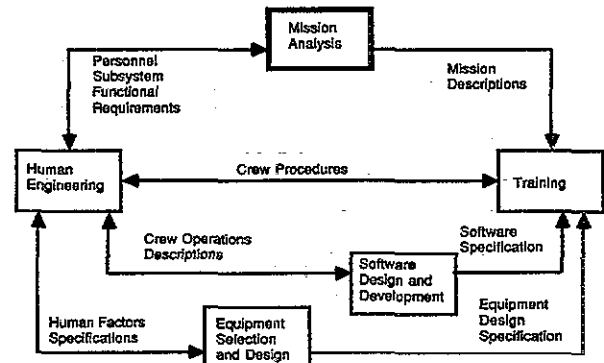 Mission
Analysis
Personnel
Subsystem
Functional
Requirements
Mission
Descriptions
Human
Engineering
Crew Procedures
Training
Crew Operations
Descriptions
Software
Design and
Development
Software
Specification
Human Factors
Specifications
Equipment
Selection
and Design
Equipment
Design
Specification